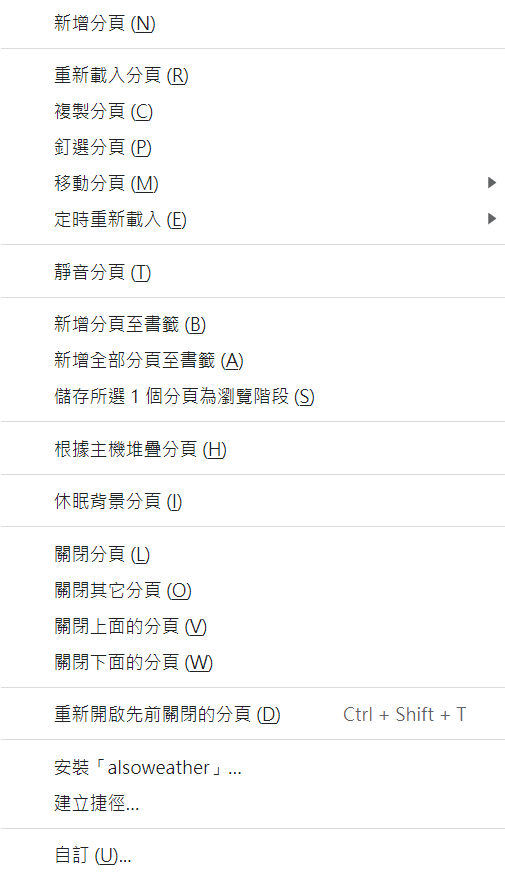 新增分頁 (N)
重新載入分頁 (R)
複製分頁 (C)
釘選分頁 (P)
移動分頁 (M)
定時重新載入 (E)
靜音分頁 (T)
新增分頁至書籤 (B)
新增全部分頁至書籤 (A)
儲存所選 1 個分頁為瀏覽階段 (S)
根據主機堆疊分頁 (H)
休眠背景分頁 (I)
關閉分頁 (L)
關閉其它分頁 (O)
關閉上面的分頁 (V)
關閉下面的分頁 (W)
重新開啟先前關閉的分頁 (D) Ctrl + Shift + T
安裝「alsoweather」...
建立捷徑...
自訂 (U)...